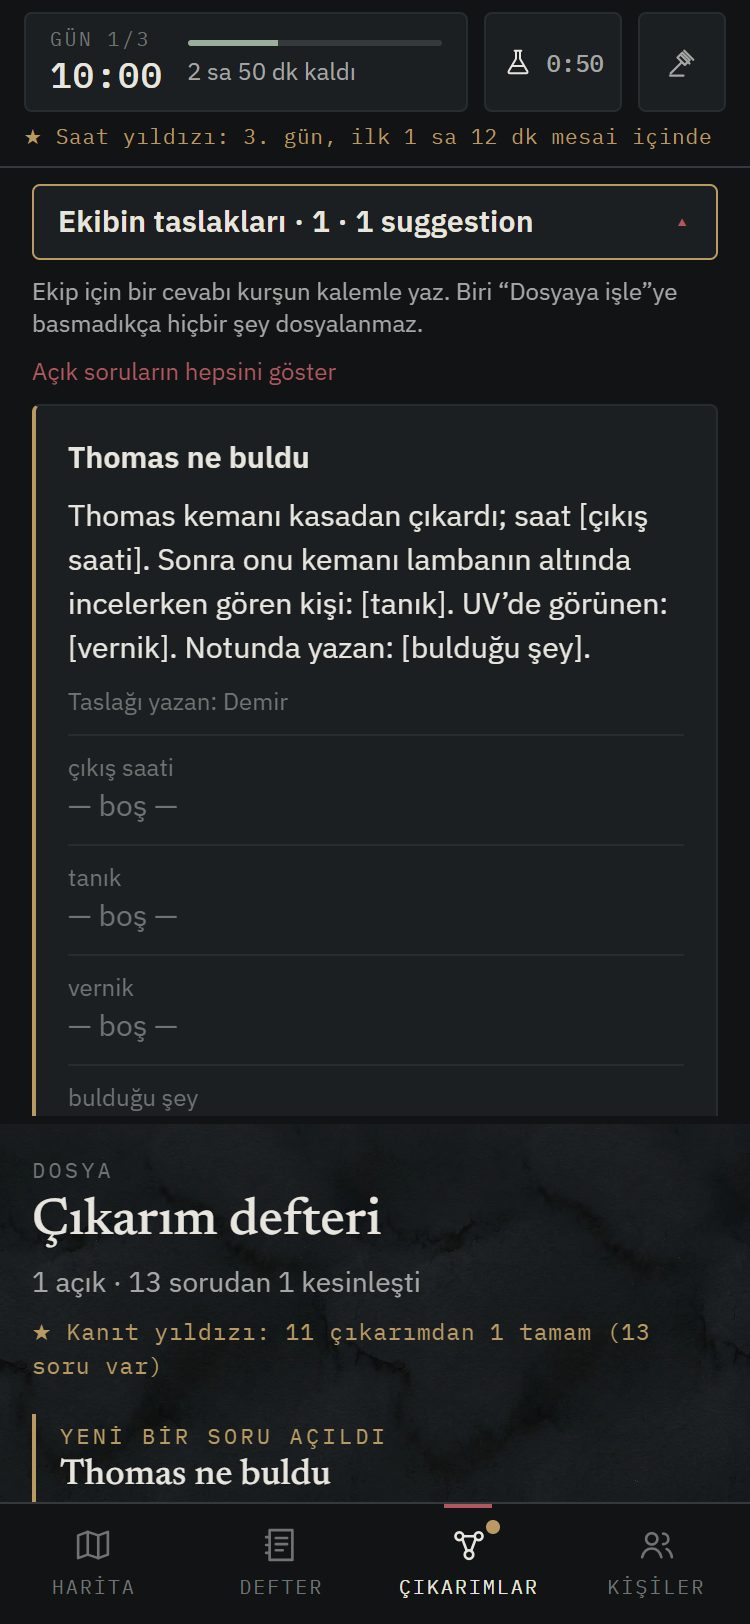 GÜN 1/3
10:00
2 sa 50 dk kaldı
0:50
★ Saat yıldızı: 3. gün, ilk 1 sa 12 dk mesai içinde
Ekibin taslakları · 1 · 1 suggestion
Ekip için bir cevabı kurşun kalemle yaz. Biri “Dosyaya işle”ye
basmadıkça hiçbir şey dosyalanmaz.
Açık soruların hepsini göster
Thomas ne buldu
Thomas kemanı kasadan çıkardı; saat [çıkış
saati]. Sonra onu kemanı lambanın altında
incelerken gören kişi: [tanık]. UV’de görünen:
[vernik]. Notunda yazan: [bulduğu şey].
Taslağı yazan: Demir
çıkış saati
— boş —
tanık
— boş —
vernik
— boş —
bulduğu şey
DOSYA
Çıkarım defteri
1 açık · 13 sorudan 1 kesinleşti
★ Kanıt yıldızı: 11 çıkarımdan 1 tamam (13
soru var)
YENİ BİR SORU AÇILDI
Thomas ne buldu
HARİTA
DEFTER
ÇIKARIMLAR
KİŞİLER